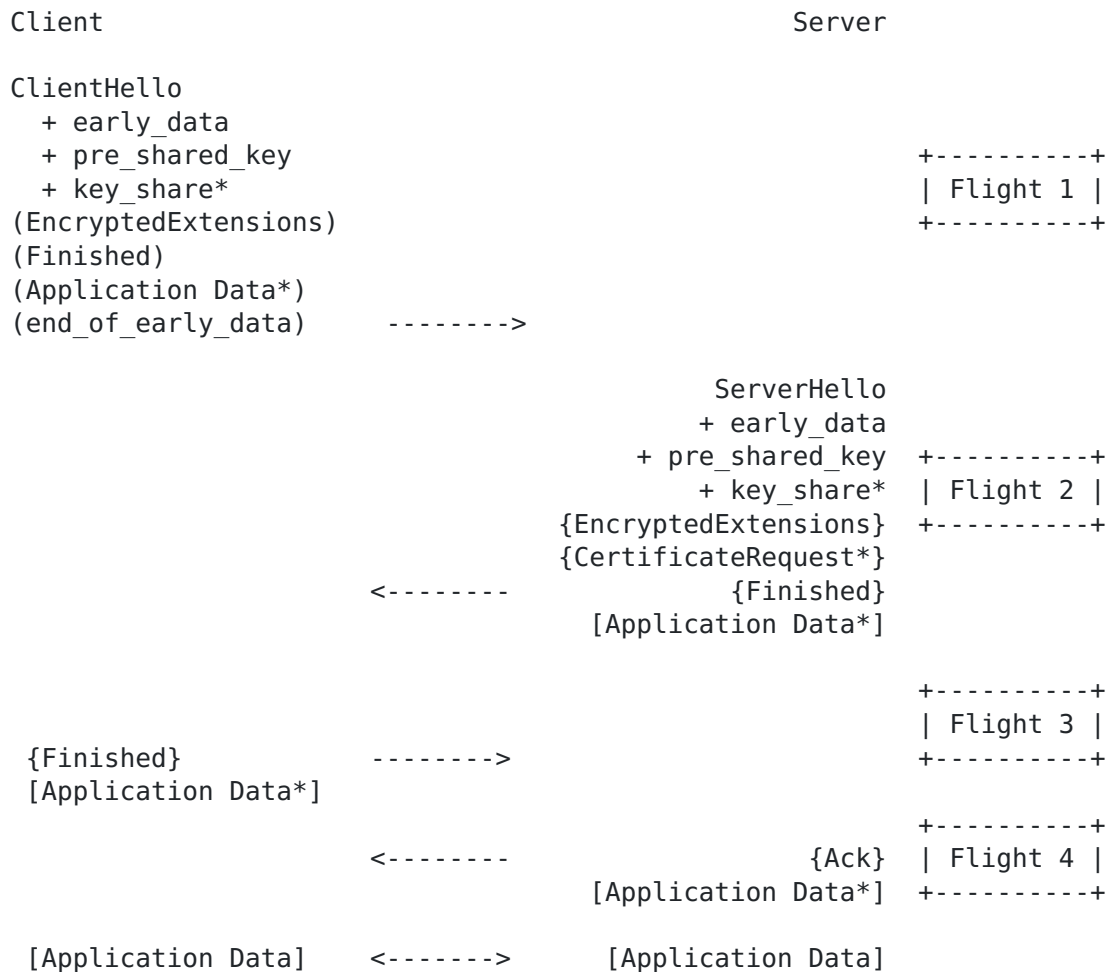 Client                                            Server

ClientHello
  + early_data
  + pre_shared_key                                        +----------+
  + key_share*                                            | Flight 1 |
(EncryptedExtensions)                                     +----------+
(Finished)
(Application Data*)
(end_of_early_data)     -------->

                                             ServerHello
                                            + early_data
                                        + pre_shared_key  +----------+
                                            + key_share*  | Flight 2 |
                                   {EncryptedExtensions}  +----------+
                                   {CertificateRequest*}
                       <--------              {Finished}
                                     [Application Data*]

                                                          +----------+
                                                          | Flight 3 |
 {Finished}            -------->                          +----------+
 [Application Data*]
                                                          +----------+
                       <--------                   {Ack}  | Flight 4 |
                                     [Application Data*]  +----------+

 [Application Data]    <------->      [Application Data]